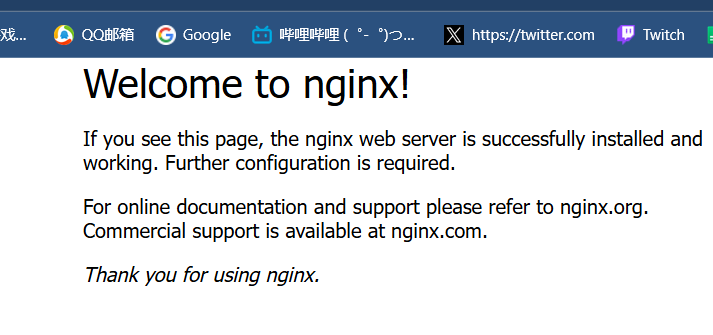 戏... QQ邮箱 Google 哔哩哔哩 ( ゜- ゜)つ... https://twitter.com Twitch
Welcome to nginx!
If you see this page, the nginx web server is successfully installed and
working. Further configuration is required.
For online documentation and support please refer to nginx.org.
Commercial support is available at nginx.com.
Thank you for using nginx.